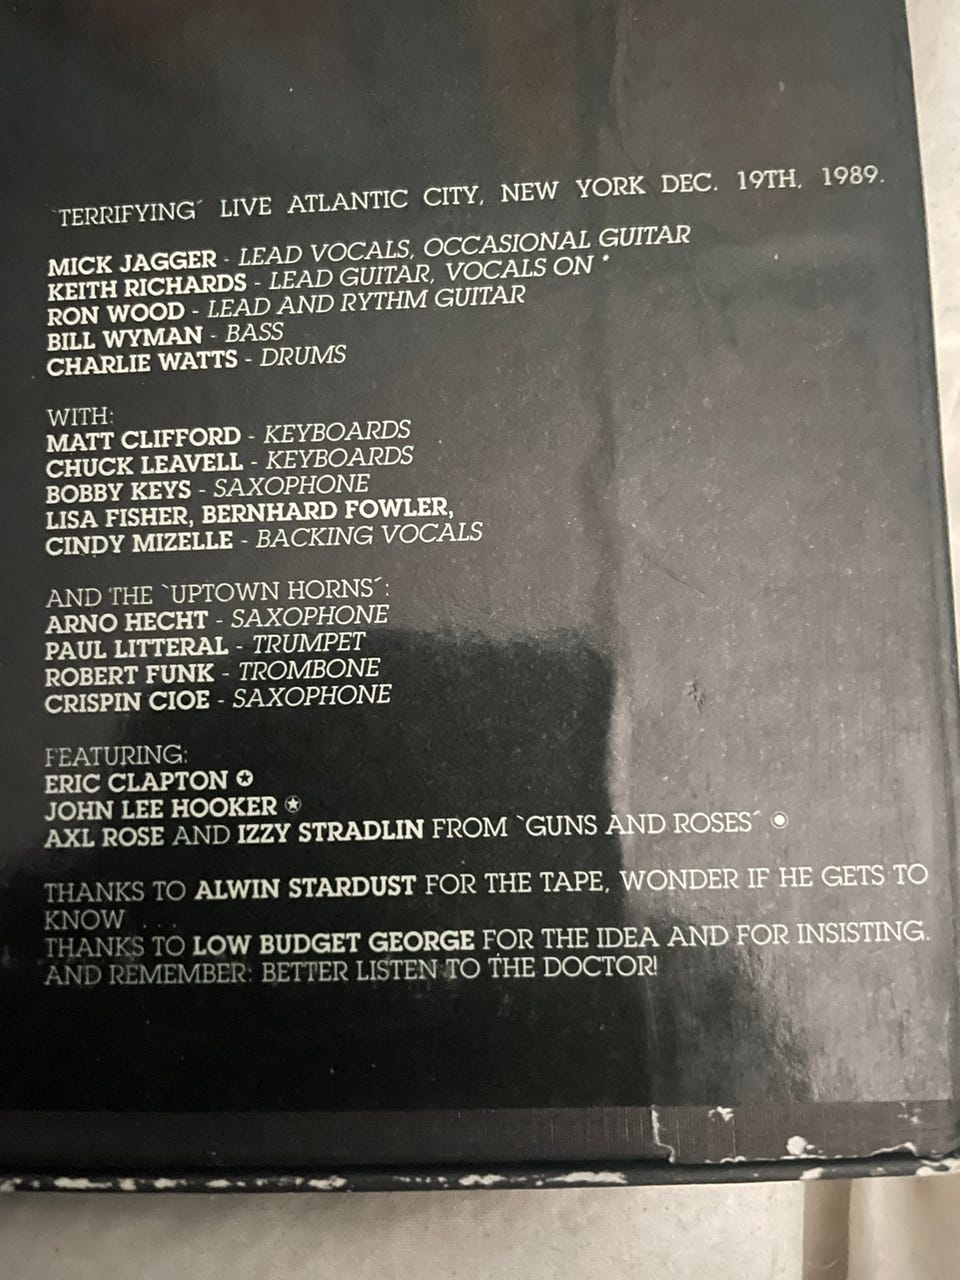 `TERRIFYING´ LIVE ATLANTIC CITY, NEW YORK DEC. 19TH, 1989.
MICK JAGGER - LEAD VOCALS, OCCASIONAL GUITAR
KEITH RICHARDS - LEAD GUITAR, VOCALS ON *
RON WOOD - LEAD AND RYTHM GUITAR
BILL WYMAN - BASS
CHARLIE WATTS - DRUMS
WITH:
MATT CLIFFORD - KEYBOARDS
CHUCK LEAVELL - KEYBOARDS
BOBBY KEYS - SAXOPHONE
LISA FISHER, BERNHARD FOWLER,
CINDY MIZELLE - BACKING VOCALS
AND THE `UPTOWN HORNS´:
ARNO HECHT - SAXOPHONE
PAUL LITTERAL - TRUMPET
ROBERT FUNK - TROMBONE
CRISPIN CIOE - SAXOPHONE
FEATURING:
ERIC CLAPTON ✪
JOHN LEE HOOKER ⍟
AXL ROSE AND IZZY STRADLIN FROM `GUNS AND ROSES´ ◉
THANKS TO ALWIN STARDUST FOR THE TAPE, WONDER IF HE GETS TO
KNOW . . .
THANKS TO LOW BUDGET GEORGE FOR THE IDEA AND FOR INSISTING.
AND REMEMBER: BETTER LISTEN TO THE DOCTOR!